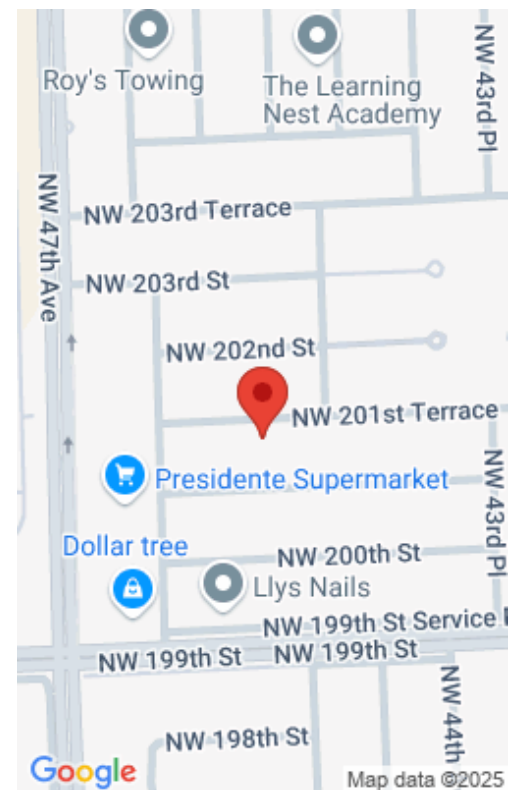 Roy's Towing
The Learning
Nest Academy
NW 43rd Pl
NW 47th Ave
NW 203rd Terrace
NW 203rd St
NW 202nd St
NW 201st Terrace
Presidente Supermarket
NW 43rd Pl
Dollar tree
NW 200th St
Llys Nails
NW 199th St Service
NW 199th St
NW 199th St
NW 44th
NW 198th St
Google
Map data ©2025